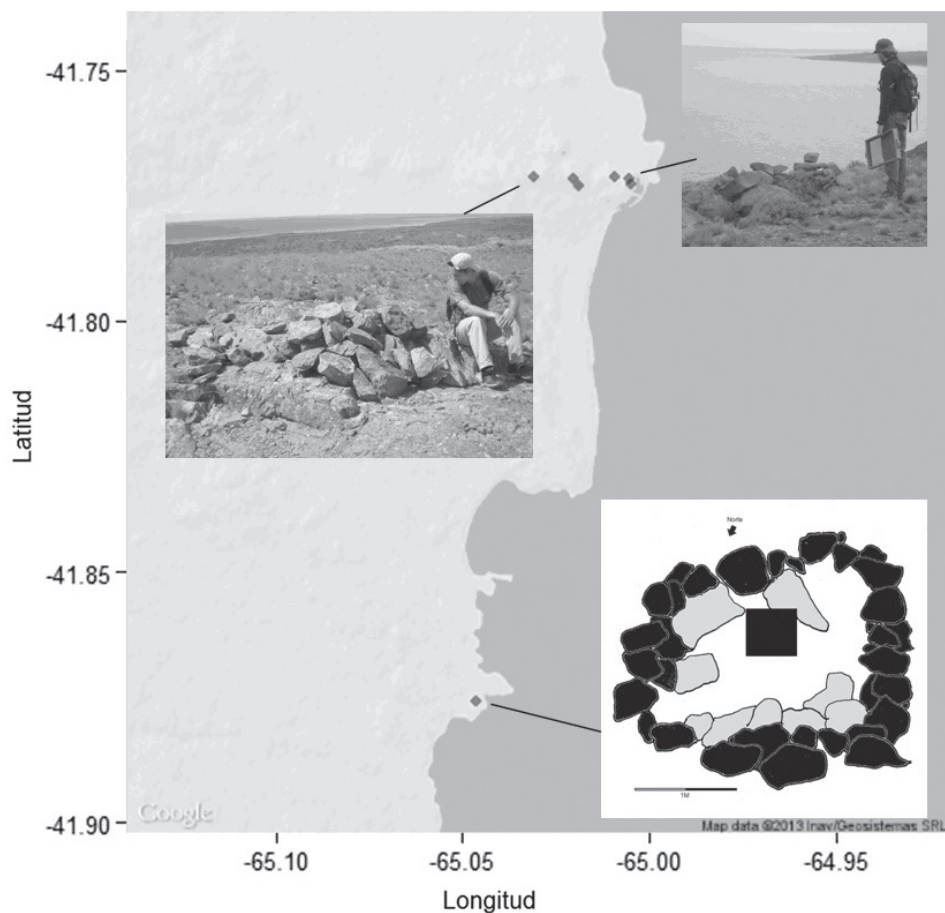 -41.75
-41.80
Latitud
-41.85
-41.90
Norte
1M
Google
Map data ©2013 Inav/Geosistemas SRL
-65.10
-65.05
-65.00
-64.95
Longitud